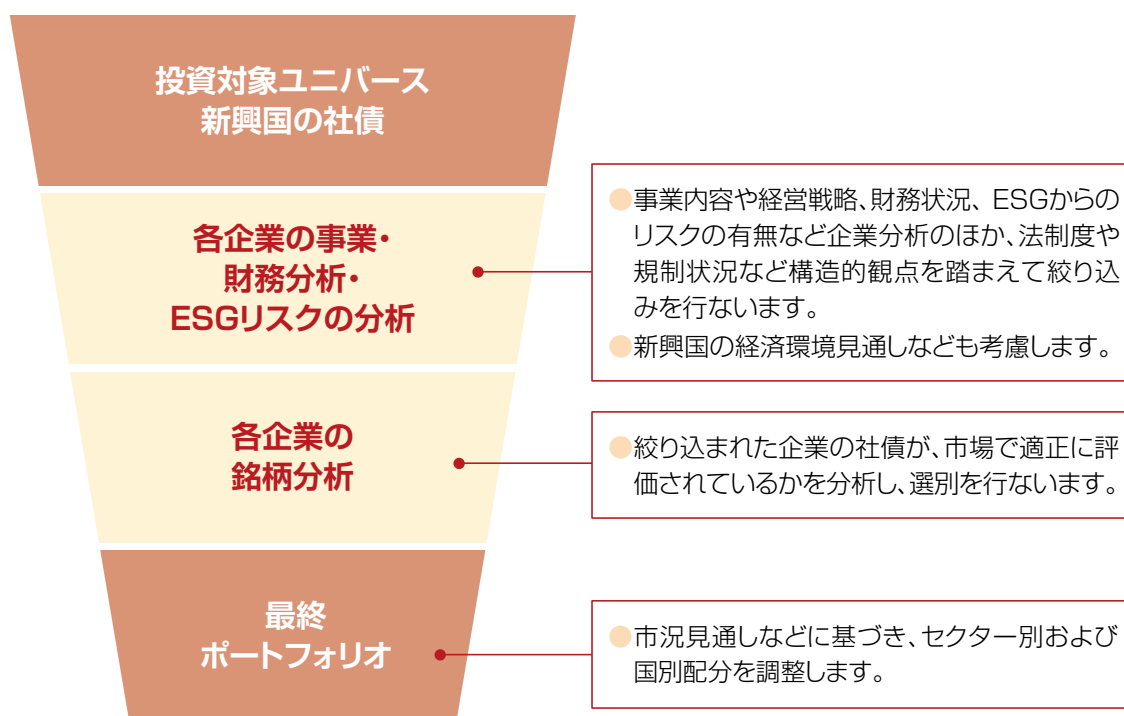 投資対象ユニバース
新興国の社債
各企業の事業・
財務分析・
ESGリスクの分析
●事業内容や経営戦略、財務状況、ESGからの
リスクの有無など企業分析のほか、法制度や
規制状況など構造的観点を踏まえて絞り込
みを行ないます。
●新興国の経済環境見通しなども考慮します。
各企業の
銘柄分析
●絞り込まれた企業の社債が、市場で適正に評
価されているかを分析し、選別を行ないます。
最終
ポートフォリオ
●市況見通しなどに基づき、セクター別および
国別配分を調整します。